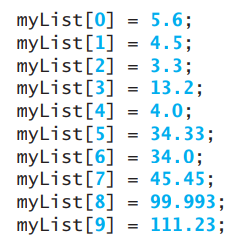 myList[0] = 5.6;
myList[1] = 4.5;
myList[2] = 3.3;
myList[3] = 13.2;
myList[4] = 4.0;
myList[5] = 34.33;
myList[6] = 34.0;
myList[7] = 45.45;
myList[8] = 99.993;
myList[9] = 111.23;